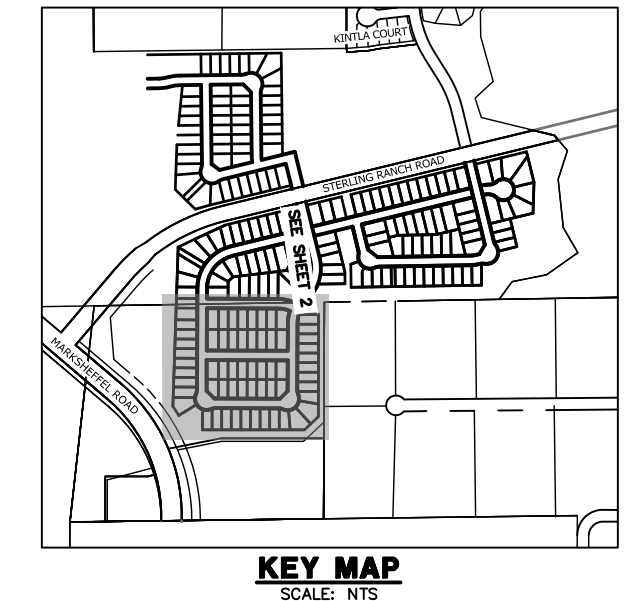 KINTLA COURT
STERLING RANCH ROAD
SEE SHEET 2
MARKSHEFFEL ROAD
KEY MAP
SCALE: NTS